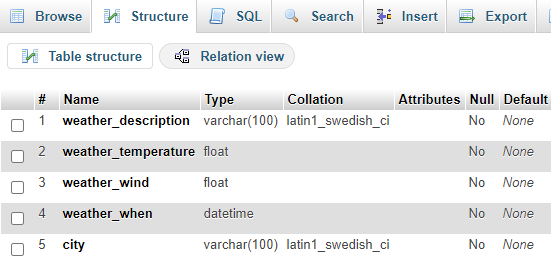 Browse Structure SQL Search Insert Export
Table structure Relation view
# Name Type Collation Attributes Null Default
1 weather_description varchar(100) latin1_swedish_ci No None
2 weather_temperature float No None
3 weather_wind float No None
4 weather_when datetime No None
5 city varchar(100) latin1_swedish_ci No None